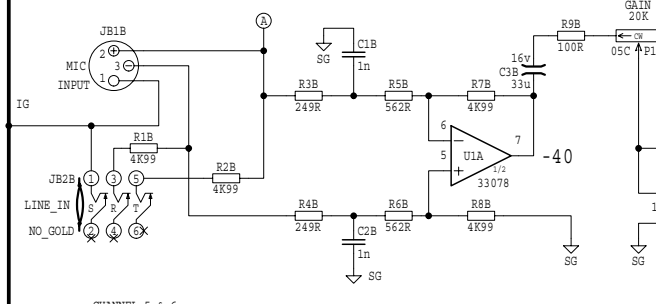 GAIN
20K
A
JB1B
R9B
CW
100R
05C P1
C1B
1n
SG
2
3
1
MIC
INPUT
16v
C3B
33u
R3B
249R
R5B
562R
R7B
4K99
IG
R1B
4K99
6
5
7
U1A
1/2
33078
-40
JB2B
1
3
5
R2B
4K99
LINE_IN
S R T
NO_GOLD
2
4
6
R4B
249R
R6B
562R
R8B
4K99
C2B
1n
SG
SG
SG
1